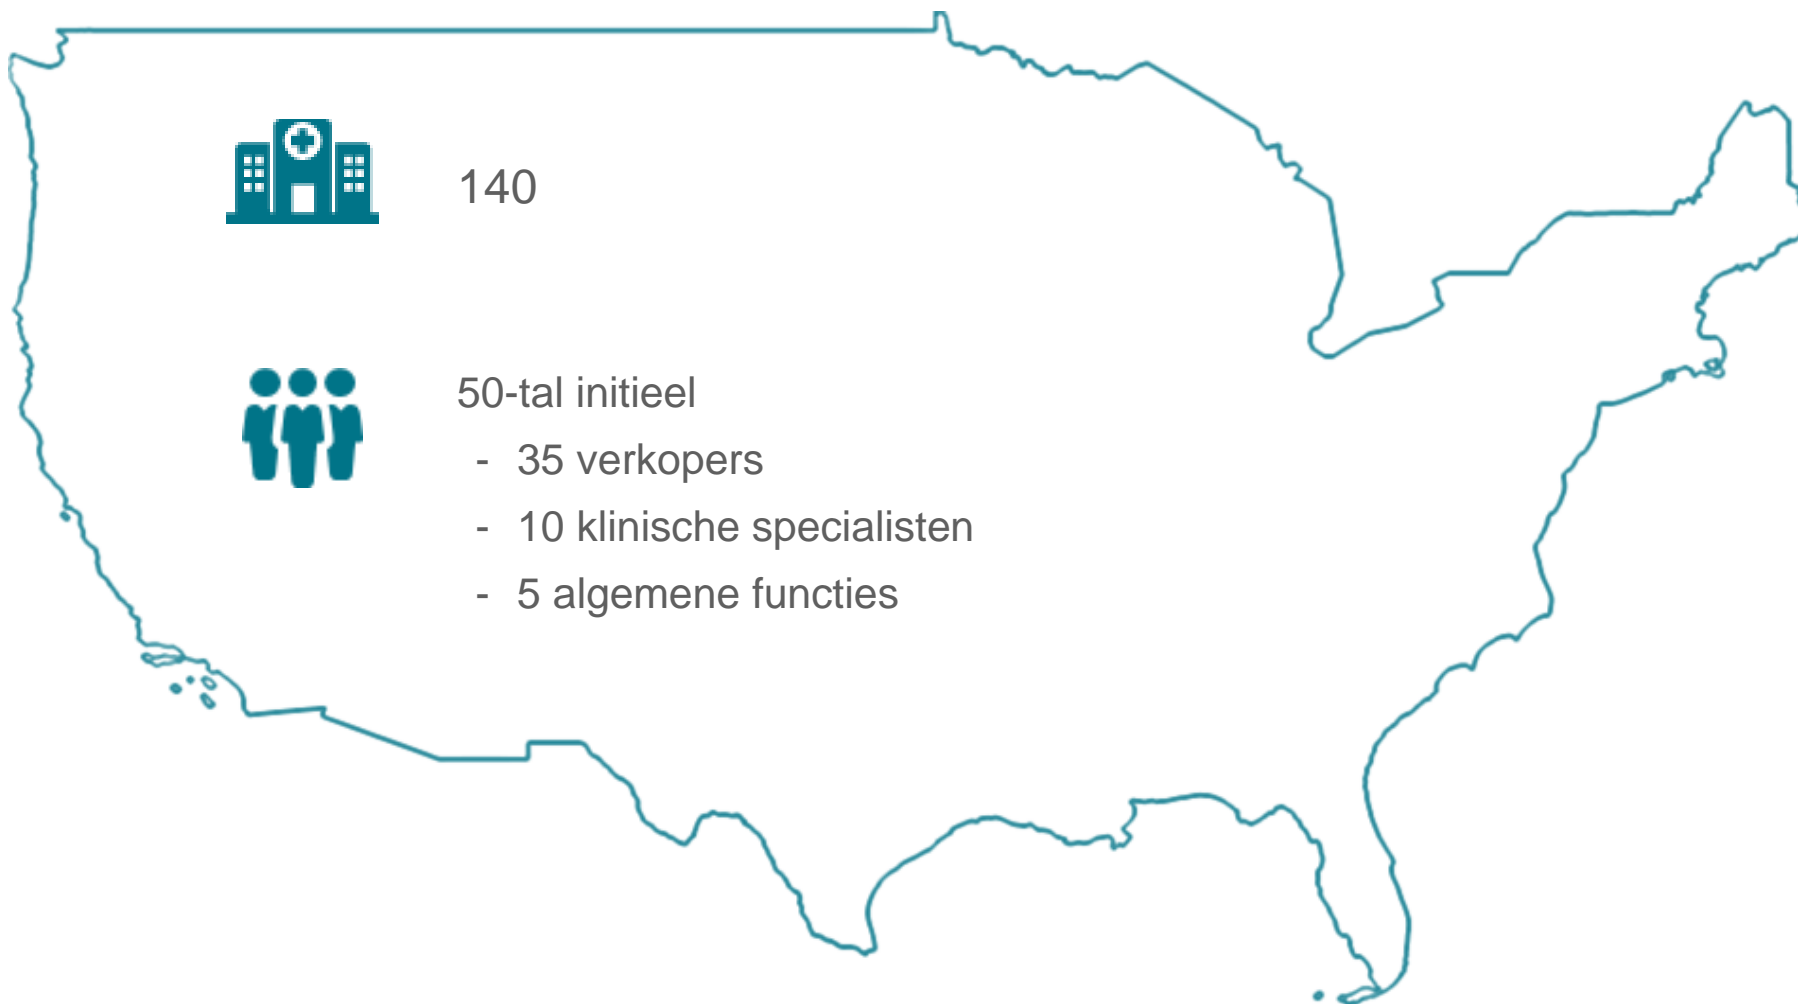 140
50-tal initieel
- 35 verkopers
- 10 klinische specialisten
- 5 algemene functies